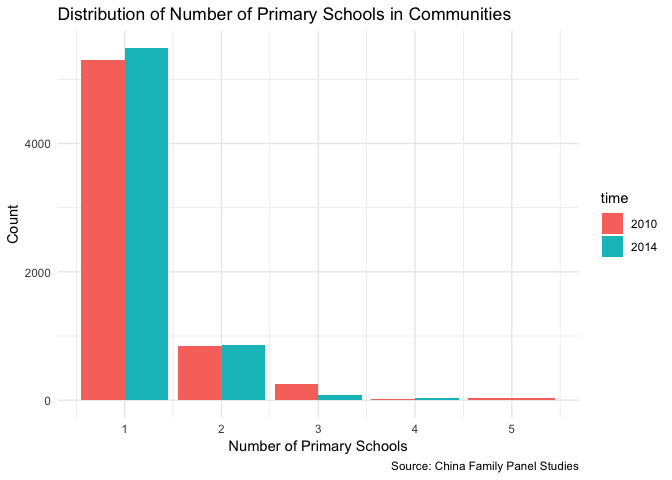 Distribution of Number of Primary Schools in Communities
Count
4000
2000
0
1 2 3 4 5
Number of Primary Schools
time
2010
2014
Source: China Family Panel Studies